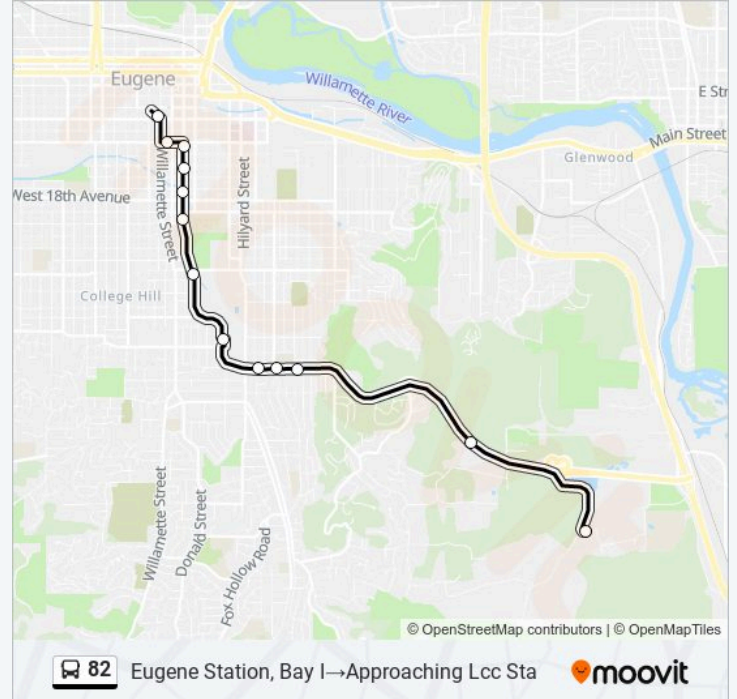 Eugene
Willamette River
E Str
Main Street
Glenwood
Willamette Street
Hilyard Street
West 18th Avenue
College Hill
Willamette Street
Donald Street
Fox Hollow Road
© OpenStreetMap contributors | © OpenMapTiles
82 Eugene Station, Bay I→Approaching Lcc Sta
moovit